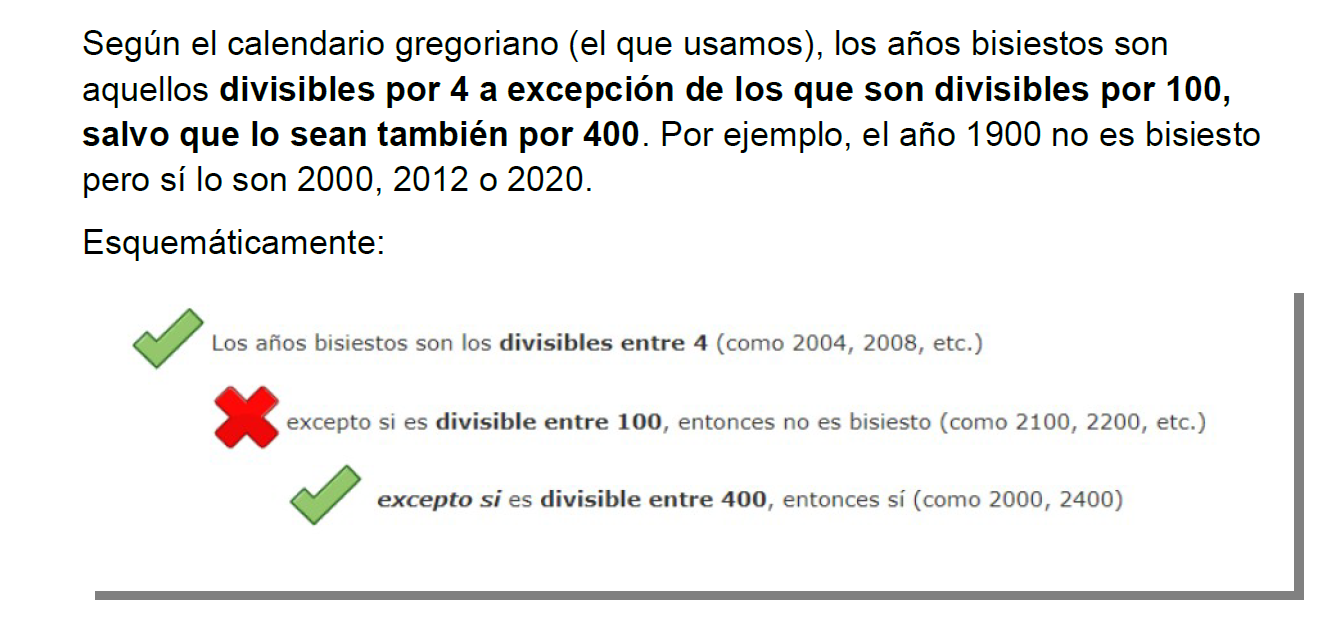 Según el calendario gregoriano (el que usamos), los años bisiestos son
aquellos divisibles por 4 a excepción de los que son divisibles por 100,
salvo que lo sean también por 400. Por ejemplo, el año 1900 no es bisiesto
pero sí lo son 2000, 2012 o 2020.
Esquemáticamente:
Los años bisiestos son los divisibles entre 4 (como 2004, 2008, etc.)
excepto si es divisible entre 100, entonces no es bisiesto (como 2100, 2200, etc.)
excepto si es divisible entre 400, entonces sí (como 2000, 2400)